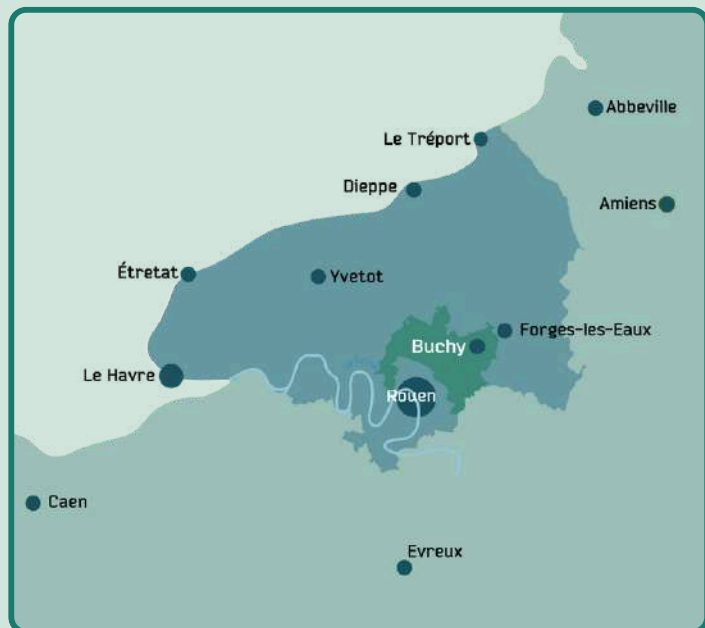 Abbeville
Le Tréport
Dieppe
Amiens
Étretat
Yvetot
Forges-les-Eaux
Buchy
Le Havre
Rouen
Caen
Evreux